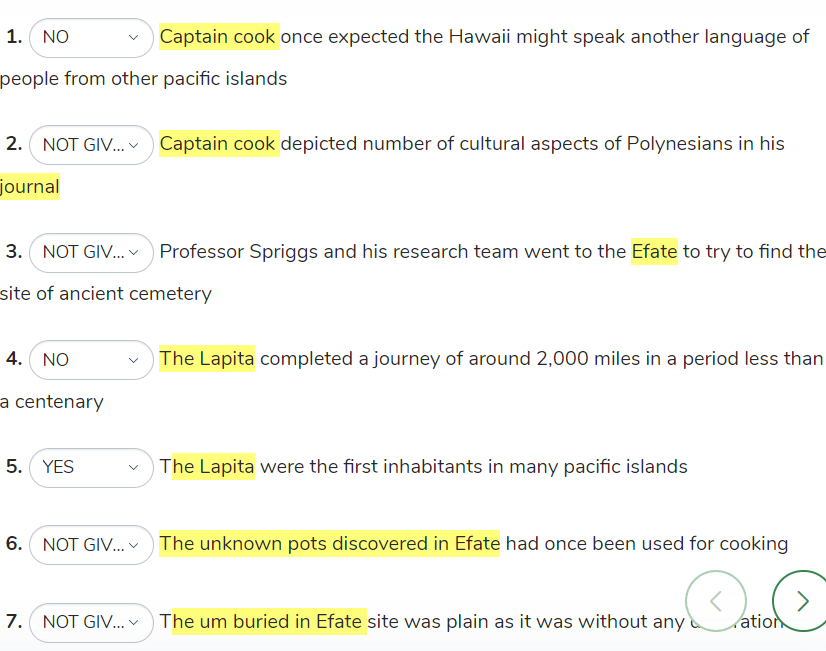 1. NO Captain cook once expected the Hawaii might speak another language of
people from other pacific islands
2. NOT GIV... Captain cook depicted number of cultural aspects of Polynesians in his
journal
3. NOT GIV... Professor Spriggs and his research team went to the Efate to try to find the
site of ancient cemetery
4. NO The Lapita completed a journey of around 2,000 miles in a period less than
a centenary
5. YES The Lapita were the first inhabitants in many pacific islands
6. NOT GIV... The unknown pots discovered in Efate had once been used for cooking
7. NOT GIV... The um buried in Efate site was plain as it was without any